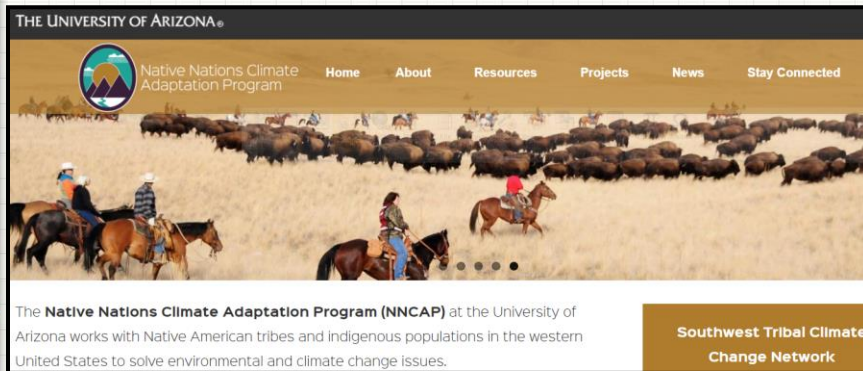 THE UNIVERSITY OF ARIZONA®
Native Nations Climate
Adaptation Program
Home About Resources Projects News Stay Connected
The Native Nations Climate Adaptation Program (NNCAP) at the University of
Arizona works with Native American tribes and indigenous populations in the western
United States to solve environmental and climate change issues.
Southwest Tribal Climate
Change Network